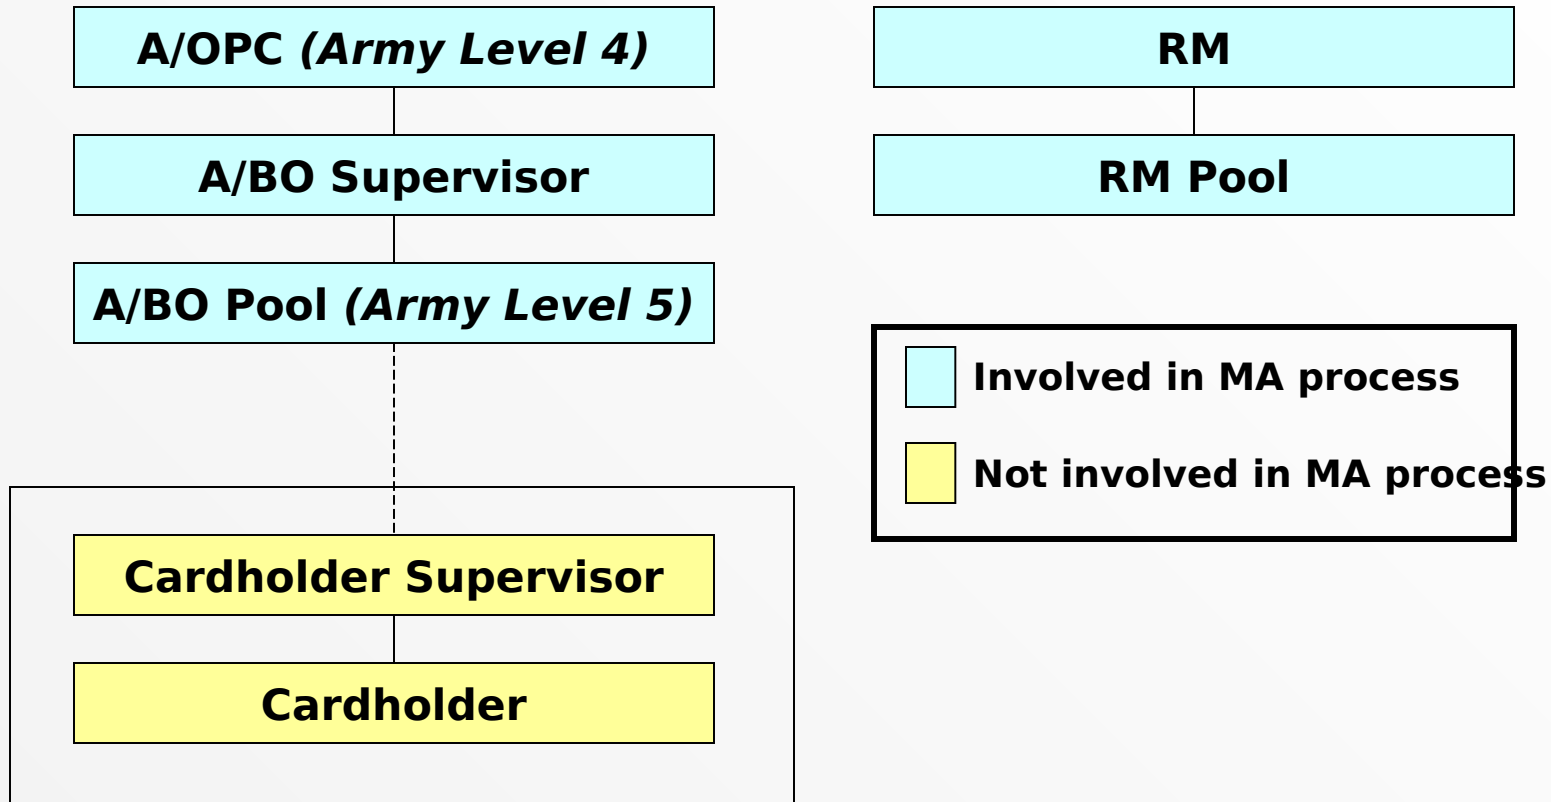 A/OPC (Army Level 4)
A/BO Supervisor
A/BO Pool (Army Level 5)
Cardholder Supervisor
Cardholder
RM
RM Pool
Involved in MA process
Not involved in MA process